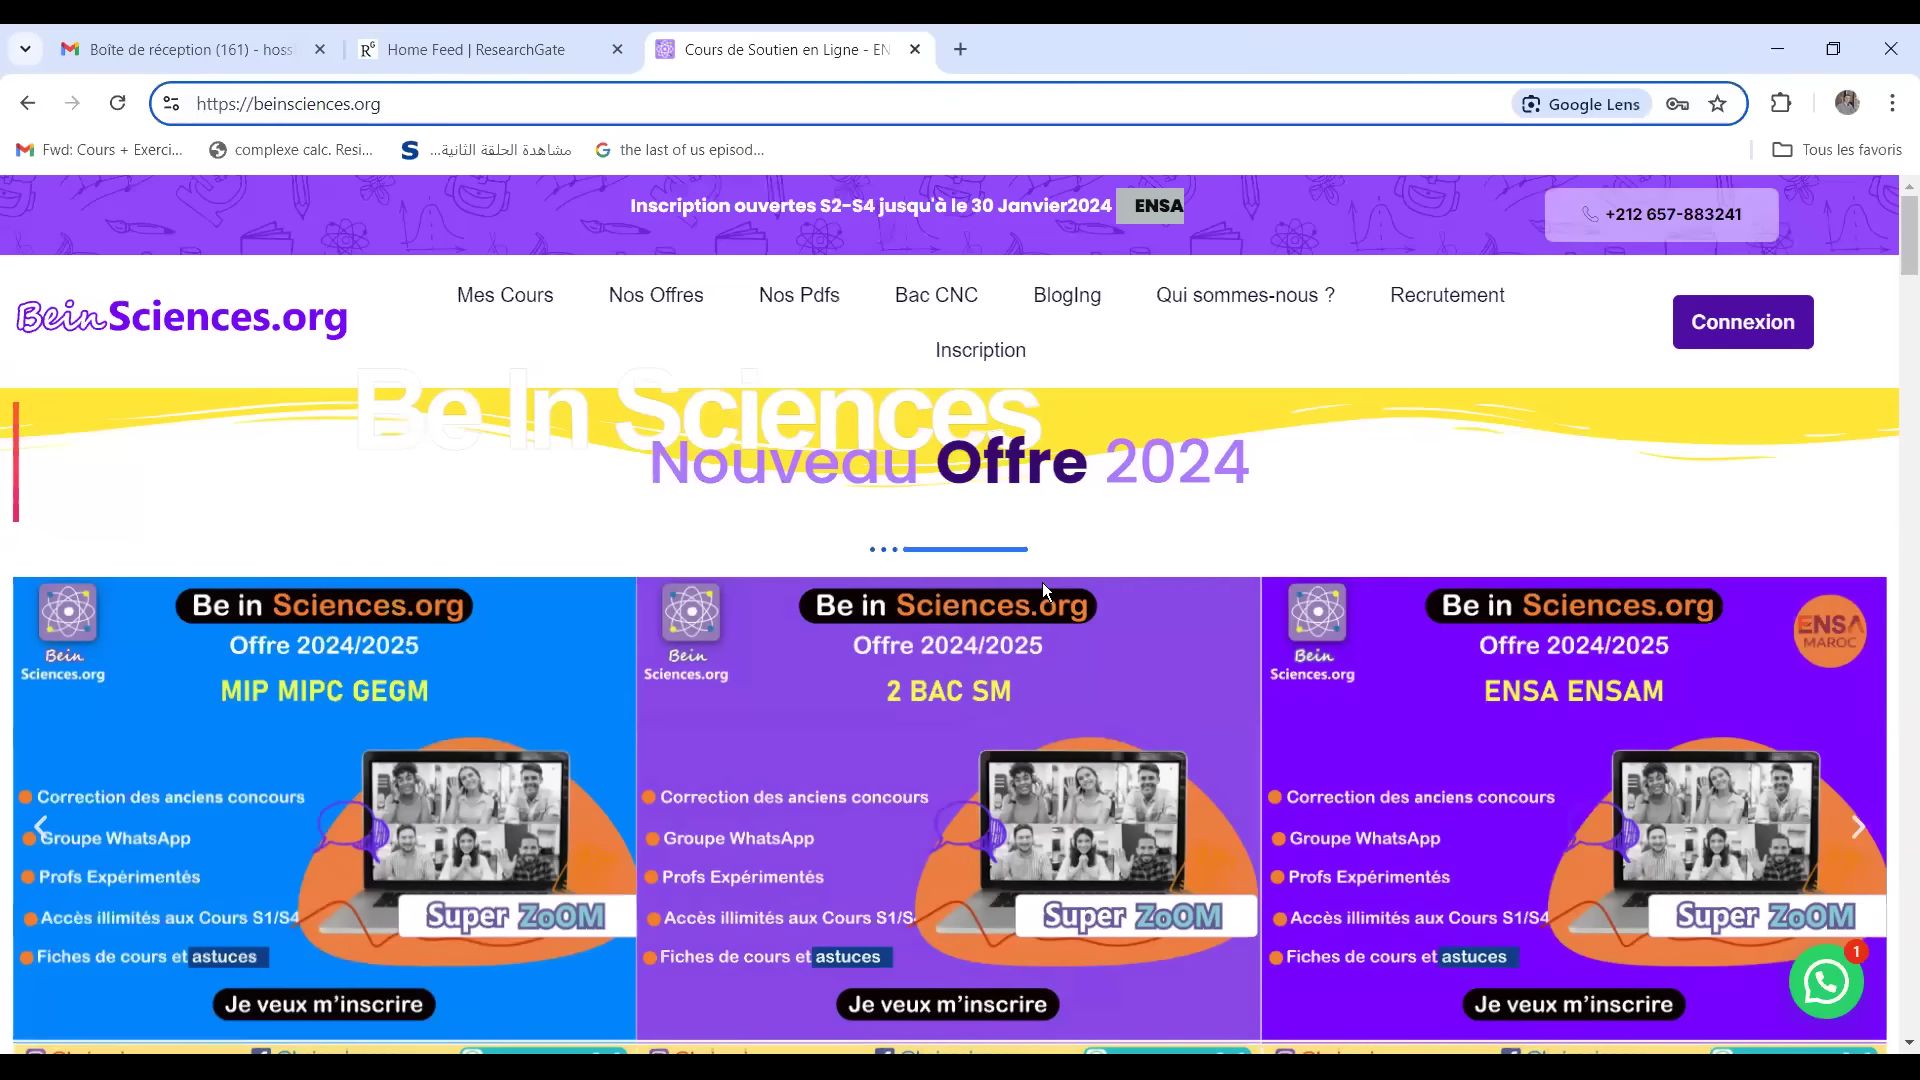 Boîte de réception (161) - hoss
Home Feed | ResearchGate
Cours de Soutien en Ligne - EN
https://beinsciences.org
Google Lens
Fwd: Cours + Exerci...
complexe calc. Resi...
مشاهدة الحلقة الثانية...
the last of us episod...
Tous les favoris
Inscription ouvertes S2-S4 jusqu'à le 30 Janvier2024 ENSA
+212 657-883241
BeinSciences.org
Mes Cours
Nos Offres
Nos Pdfs
Bac CNC
BlogIng
Qui sommes-nous ?
Recrutement
Inscription
Connexion
Be In Sciences
Nouveau Offre 2024
Bein
Sciences.org
Be in Sciences.org
Offre 2024/2025
MIP MIPC GEGM
Correction des anciens concours
Groupe WhatsApp
Profs Expérimentés
Accès illimités aux Cours S1/S4
Fiches de cours et astuces
Super ZoOM
Je veux m'inscrire
Bein
Sciences.org
Be in Sciences.org
Offre 2024/2025
2 BAC SM
Correction des anciens concours
Groupe WhatsApp
Profs Expérimentés
Accès illimités aux Cours S1/S
Fiches de cours et astuces
Super ZoOM
Je veux m'inscrire
Bein
Sciences.org
Be in Sciences.org
Offre 2024/2025
ENSA ENSAM
ENSA
MAROC
Correction des anciens concours
Groupe WhatsApp
Profs Expérimentés
Accès illimités aux Cours S1/S4
Fiches de cours et astuces
Super ZoOM
Je veux m'inscrire
1